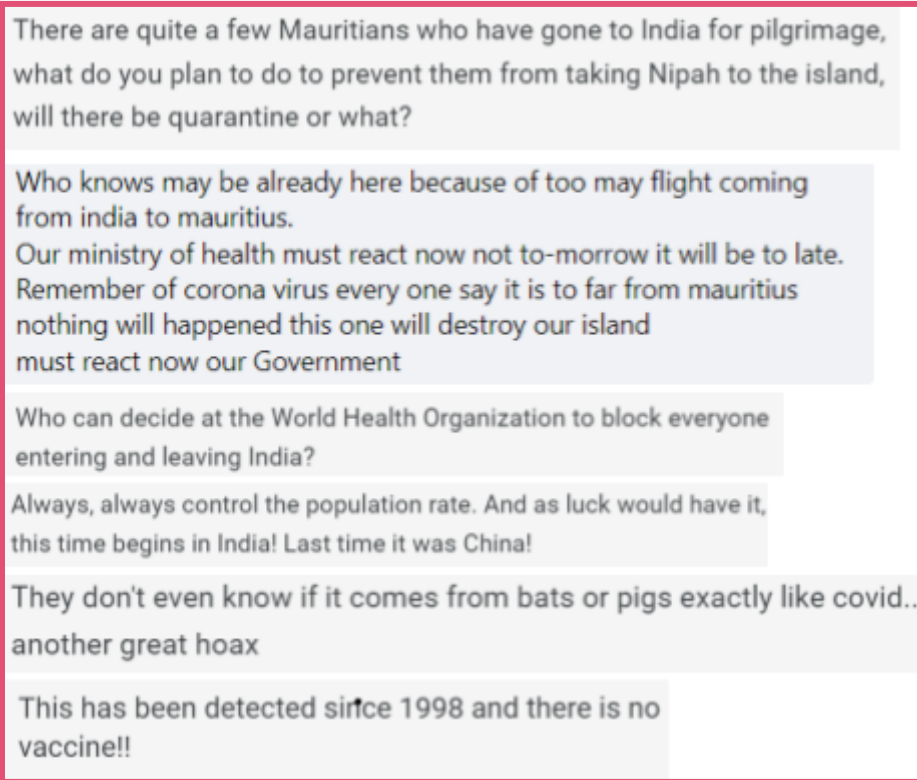 There are quite a few Mauritians who have gone to India for pilgrimage,
what do you plan to do to prevent them from taking Nipah to the island,
will there be quarantine or what?
Who knows may be already here because of too may flight coming
from india to mauritius.
Our ministry of health must react now not to-morrow it will be to late.
Remember of corona virus every one say it is to far from mauritius
nothing will happened this one will destroy our island
must react now our Government
Who can decide at the World Health Organization to block everyone
entering and leaving India?
Always, always control the population rate. And as luck would have it,
this time begins in India! Last time it was China!
They don't even know if it comes from bats or pigs exactly like covid..
another great hoax
This has been detected since 1998 and there is no
vaccine!!